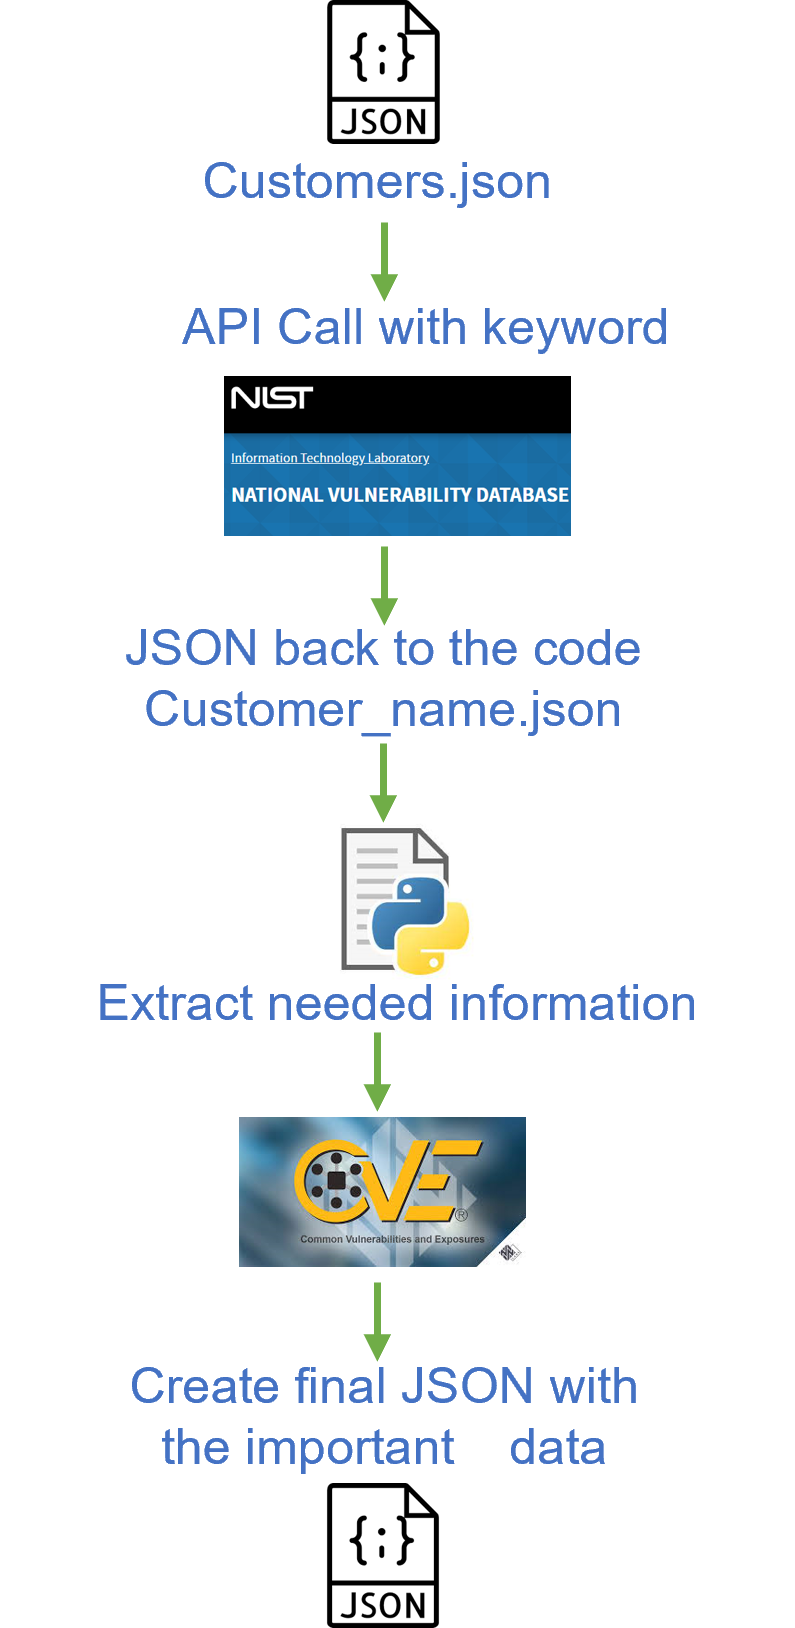 {;}
JSON
Customers.json
API Call with keyword
NIST
Information Technology Laboratory
NATIONAL VULNERABILITY DATABASE
JSON back to the code
Customer_name.json
Extract needed information
CVE®
Common Vulnerabilities and Exposures
Create final JSON with
the important data
{;}
JSON